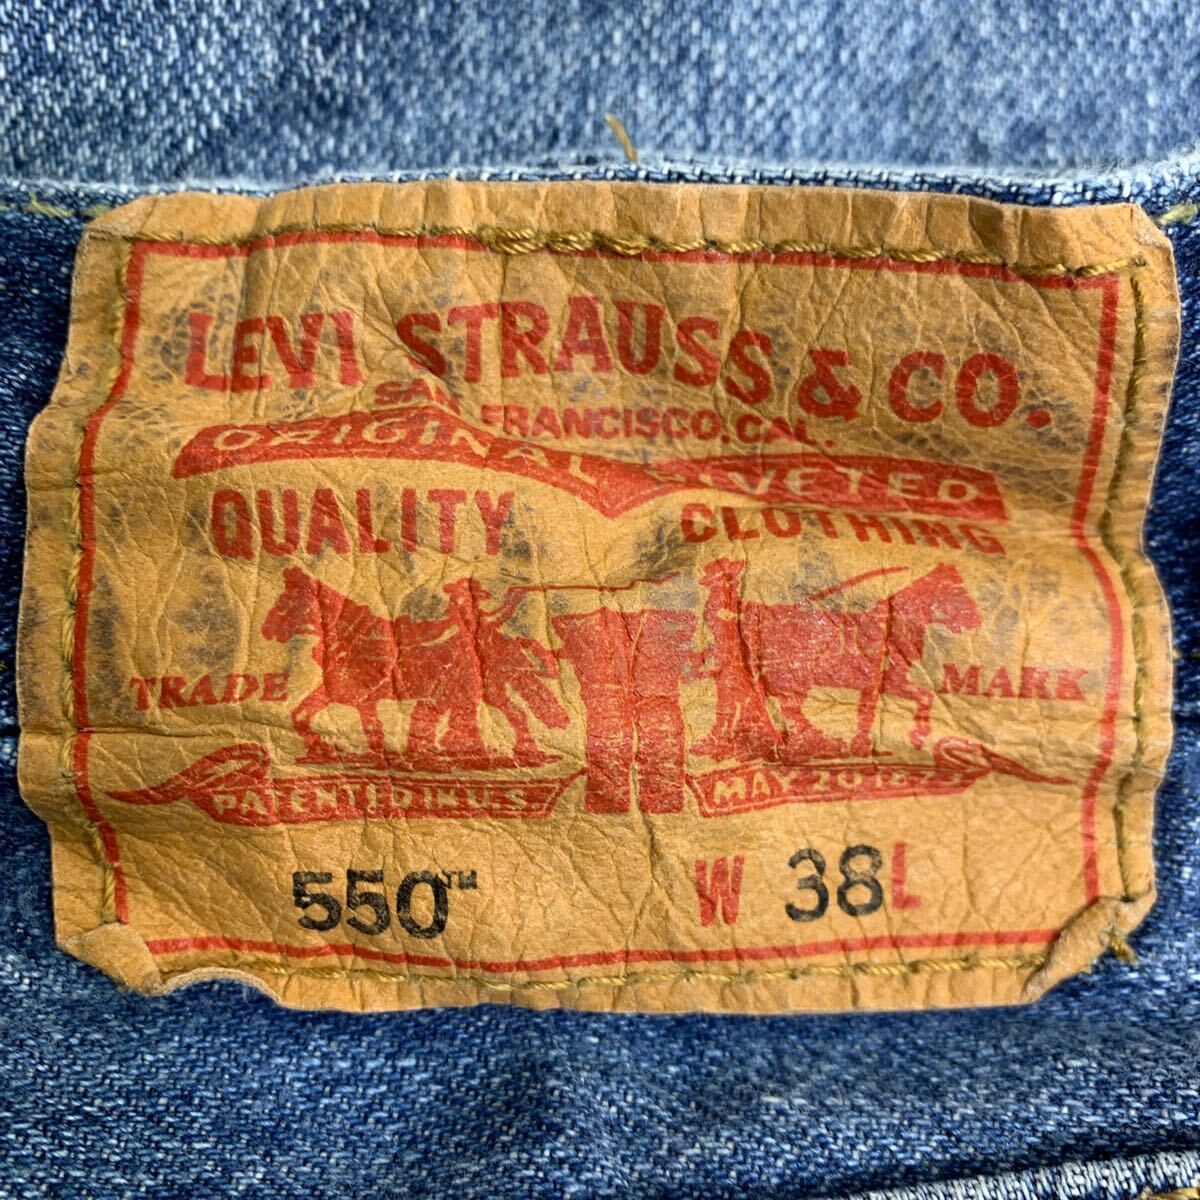 LEVI STRAUSS & CO.
SAN FRANCISCO, CAL.
ORIGINAL RIVETED
QUALITY CLOTHING
TRADE MARK
PATENTED IN U.S. MAY 20 1873
550™ W 38 L